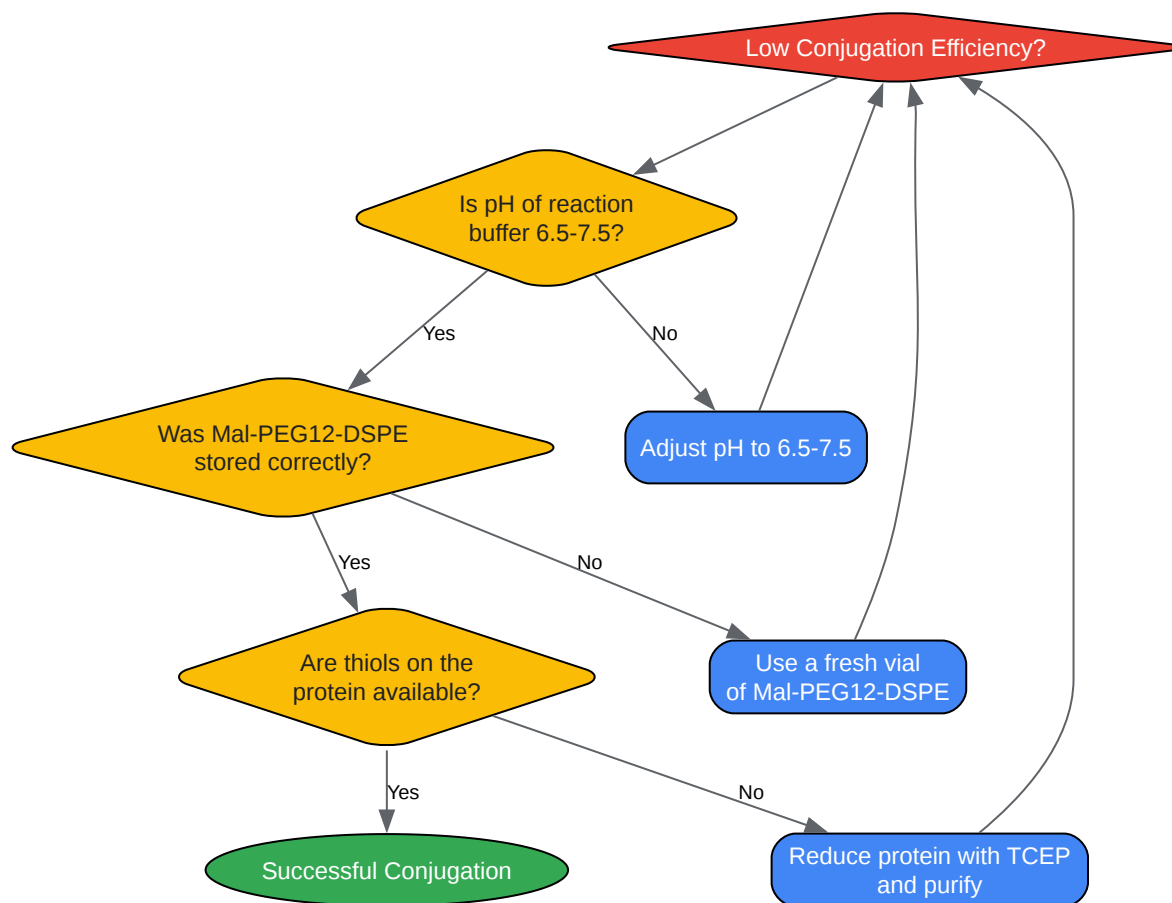 Low Conjugation Efficiency?
Is pH of reaction
buffer 6.5-7.5?
Yes
No
Was Mal-PEG12-DSPE
stored correctly?
Adjust pH to 6.5-7.5
Yes
No
Are thiols on the
protein available?
Use a fresh vial
of Mal-PEG12-DSPE
Yes
No
Successful Conjugation
Reduce protein with TCEP
and purify